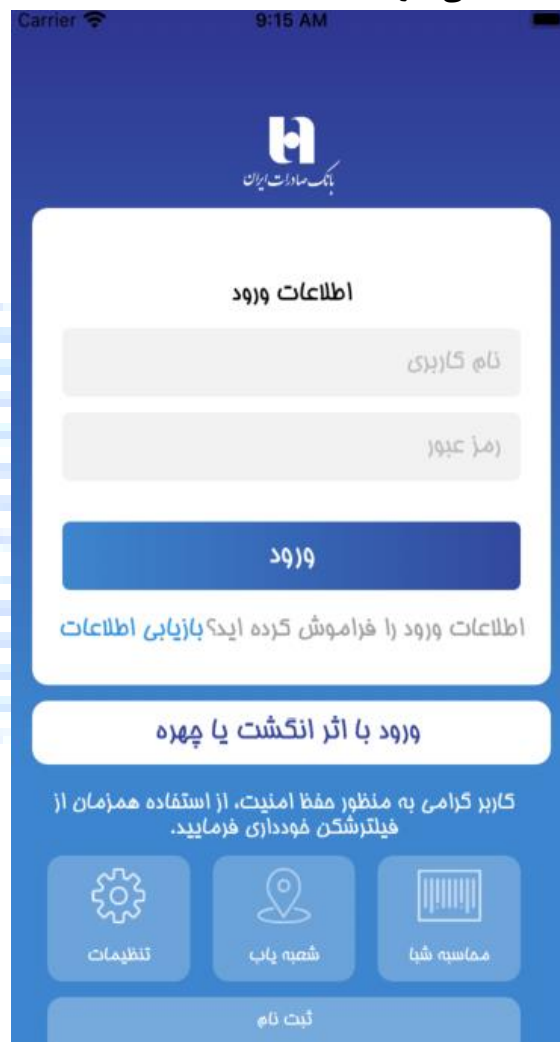 Carrier 9:15 AM
بانک صادرات ایران
اطلاعات ورود
نام کاربری
رمز عبور
ورود
اطلاعات ورود را فراموش کرده اید؟ بازیابی اطلاعات
ورود با اثر انگشت یا چهره
کاربر گرامی به منظور حفظ امنیت، از استفاده همزمان از
فیلترشکن خودداری فرمایید.
محاسبه شبا شعبه یاب تنظیمات
ثبت نام